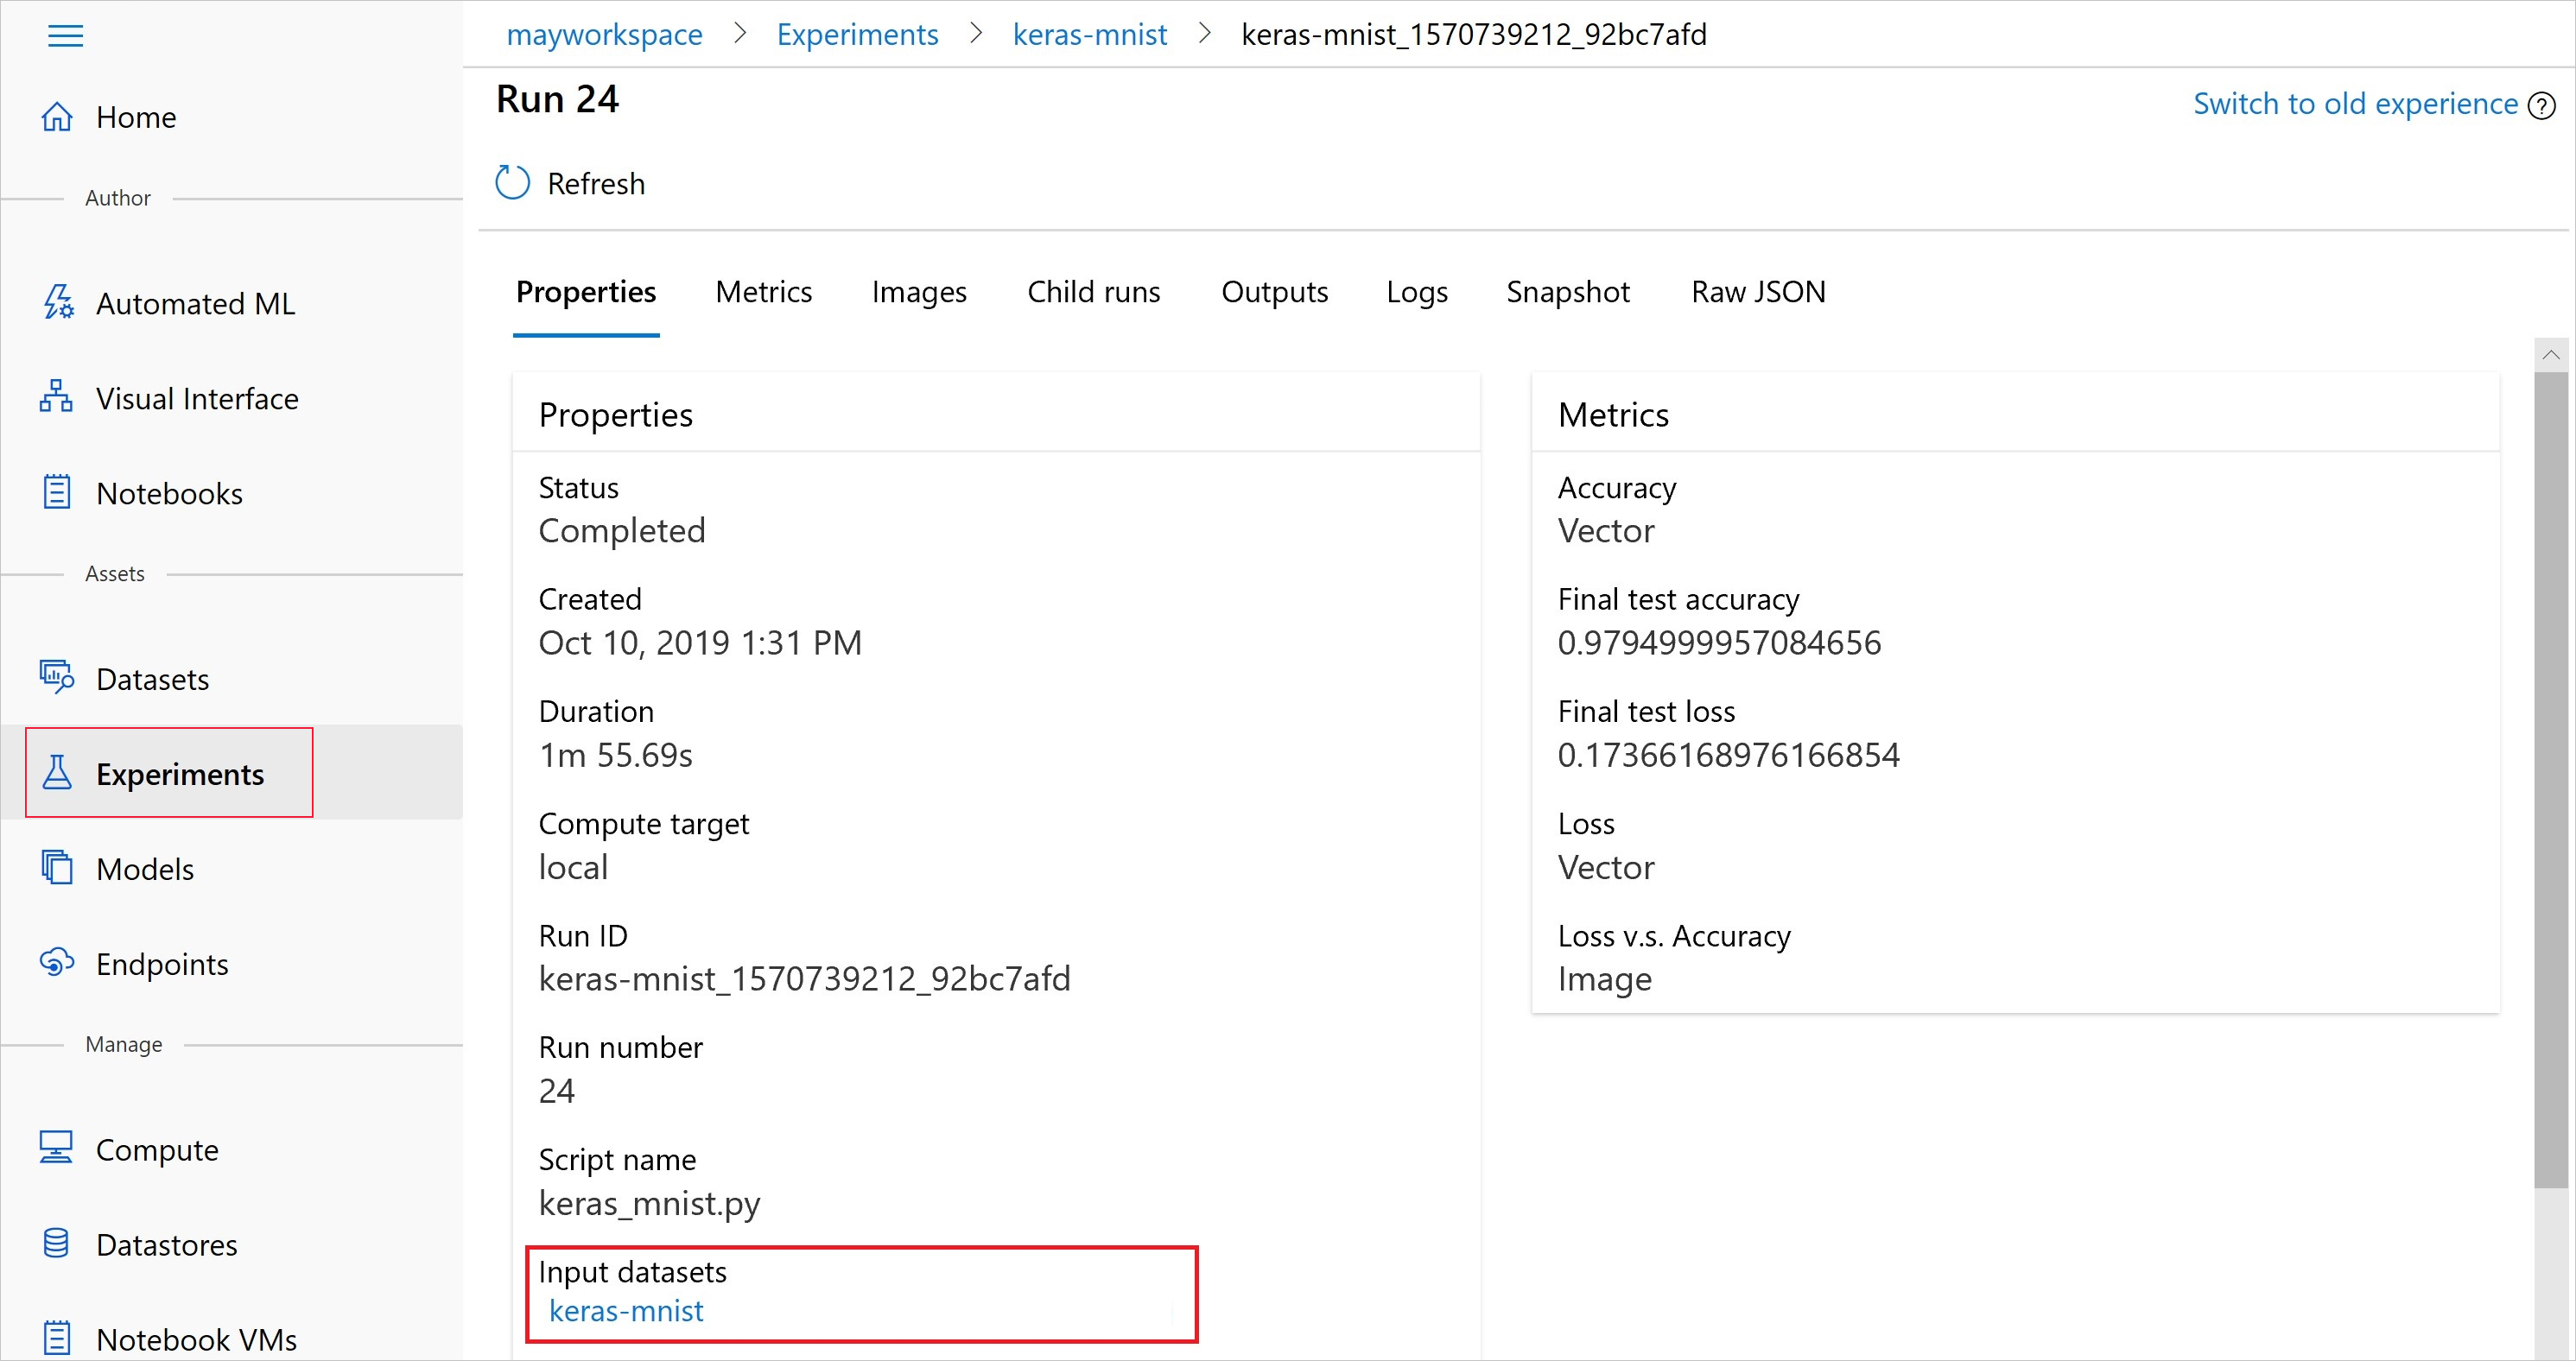 mayworkspace > Experiments > keras-mnist > keras-mnist_1570739212_92bc7afd
Home
Author
Automated ML
Visual Interface
Notebooks
Assets
Datasets
Experiments
Models
Endpoints
Manage
Compute
Datastores
Notebook VMs
Run 24
Switch to old experience ?
Refresh
Properties Metrics Images Child runs Outputs Logs Snapshot Raw JSON
Properties
Status
Completed
Created
Oct 10, 2019 1:31 PM
Duration
1m 55.69s
Compute target
local
Run ID
keras-mnist_1570739212_92bc7afd
Run number
24
Script name
keras_mnist.py
Input datasets
keras-mnist
Metrics
Accuracy
Vector
Final test accuracy
0.9794999957084656
Final test loss
0.17366168976166854
Loss
Vector
Loss v.s. Accuracy
Image